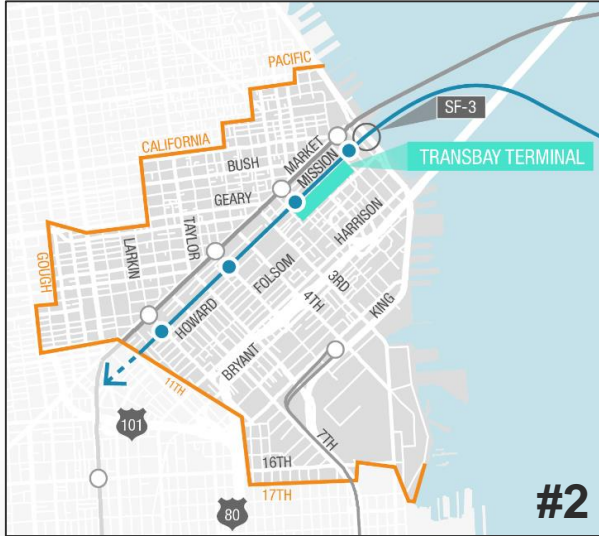 PACIFIC
SF-3
CALIFORNIA
MARKET
BUSH
MISSION
TRANSBAY TERMINAL
GEARY
HARRISON
TAYLOR
LARKIN
GOUGH
FOLSOM
3RD
4TH
KING
HOWARD
BRYANT
11TH
101
7TH
16TH
17TH
80
#2